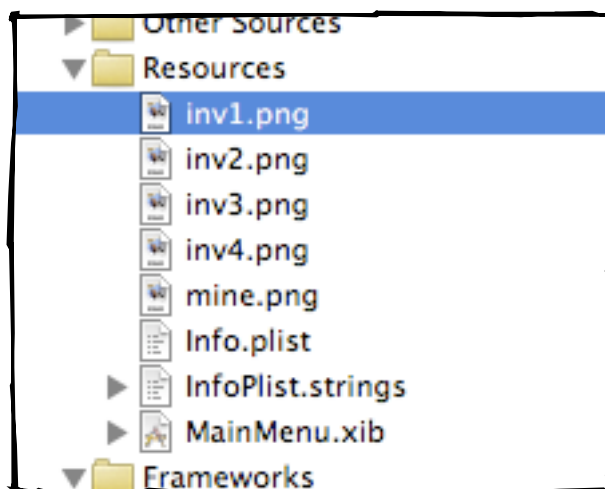 Other Sources
Resources
inv1.png
inv2.png
inv3.png
inv4.png
mine.png
Info.plist
InfoPlist.strings
MainMenu.xib
Frameworks